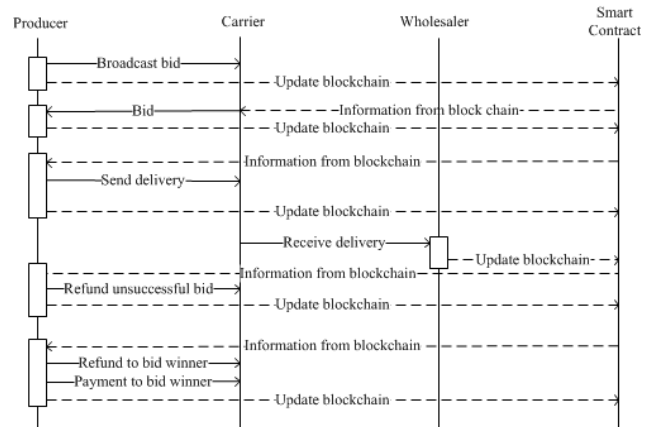 Producer
Carrier
Wholesaler
Smart
Contract
Broadcast bid
Update blockchain
Bid
Information from block chain
Update blockchain
Information from blockchain
Send delivery
Update blockchain
Receive delivery
Update blockchain
Information from blockchain
Refund unsuccessful bid
Update blockchain
Information from blockchain
Refund to bid winner
Payment to bid winner
Update blockchain